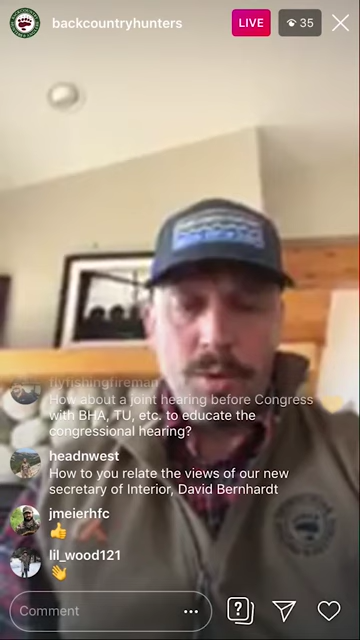 backcountryhunters
LIVE
35
flyfishingfireman
How about a joint hearing before Congress
with BHA, TU, etc. to educate the
congressional hearing?
headnwest
How to you relate the views of our new
secretary of Interior, David Bernhardt
jmeierhfc
lil_wood121
Comment